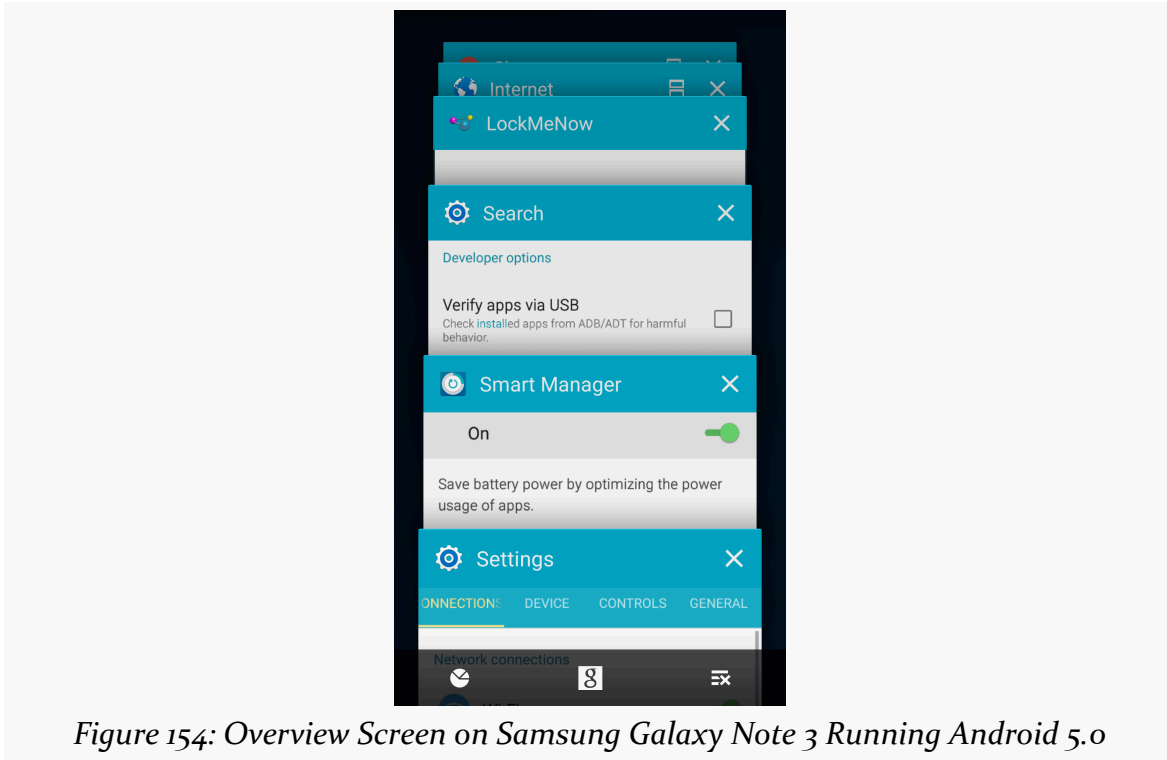 Internet
LockMeNow
Search
Developer options
Verify apps via USB
Check installed apps from ADB/ADT for harmful
behavior.
Smart Manager
On
Save battery power by optimizing the power
usage of apps.
Settings
ONNECTIONS DEVICE CONTROLS GENERAL
Network connections
g
Figure 154: Overview Screen on Samsung Galaxy Note 3 Running Android 5.0